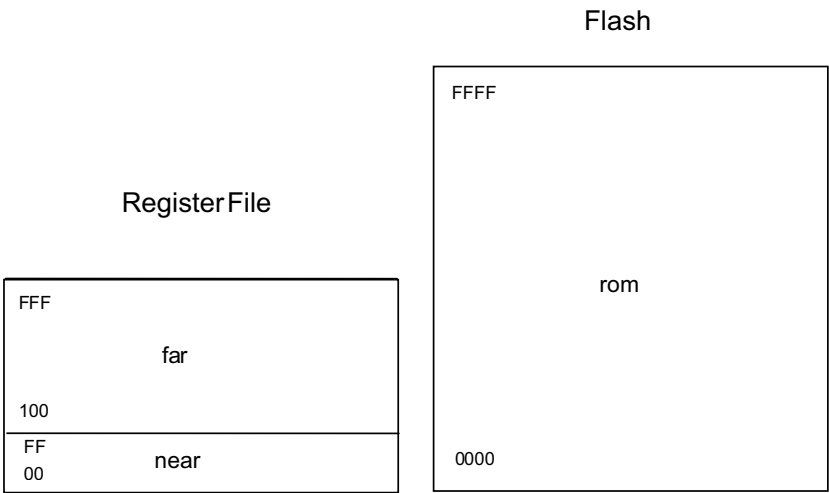 Flash
FFFF
Register File
rom
FFF
far
100
FF
near
00
0000